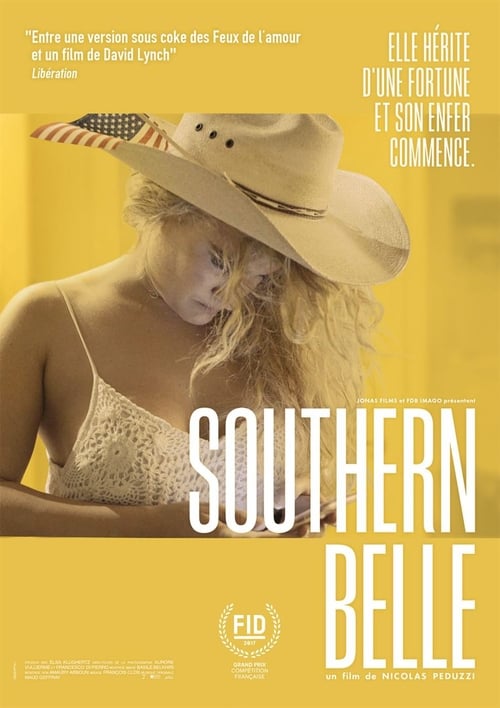 "Entre une version sous coke des Feux de l'amour
et un film de David Lynch"
Libération
ELLE HÉRITE
D'UNE FORTUNE
ET SON ENFER
COMMENCE.
JONAS FILMS et FDB IMAGO présentent
SOUTHERN
BELLE
un film de NICOLAS PEDUZZI
FID
2017
GRAND PRIX
COMPÉTITION
FRANÇAISE